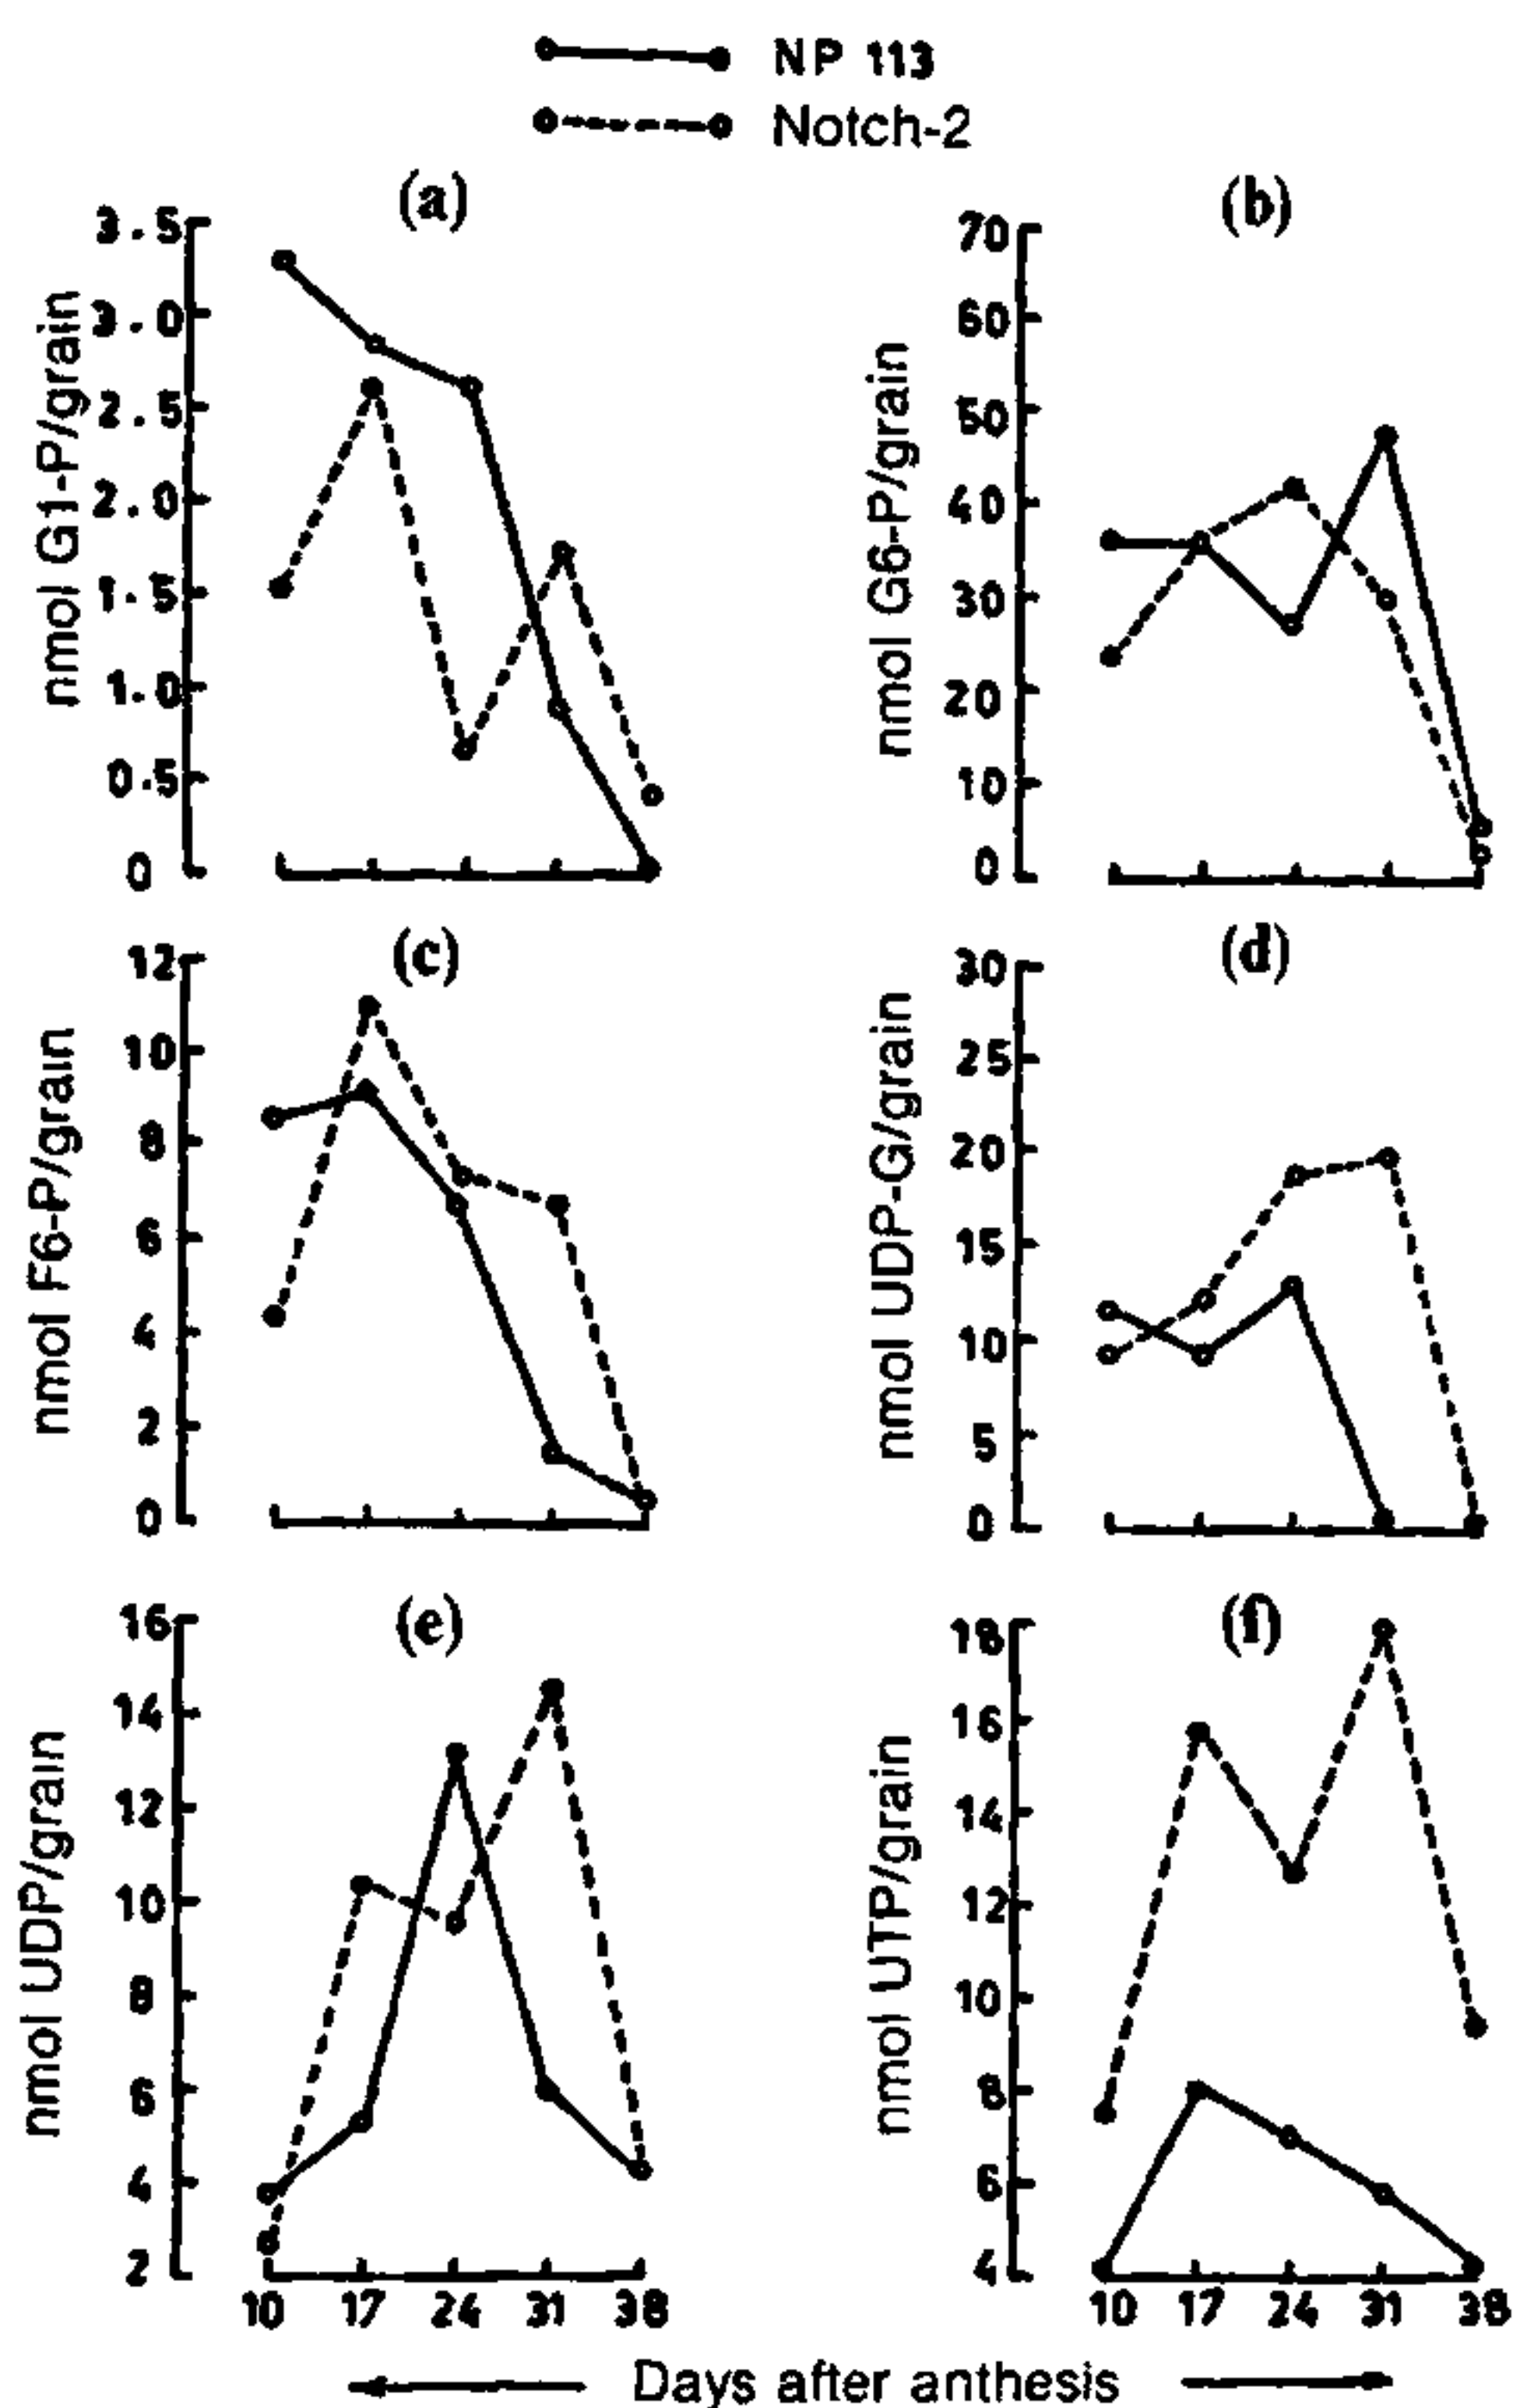 NP 113
Notch-2
(a)
3.5
3.0
2.5
2.0
1.5
1.0
0.5
0
nmol G1-P/grain
(b)
70
60
50
40
30
20
10
0
nmol G6-P/grain
(c)
12
10
8
6
4
2
0
nmol F6-P/grain
(d)
30
25
20
15
10
5
0
nmol UDP-G/grain
(e)
16
14
12
10
8
6
4
2
nmol UDP/grain
10 17 24 31 38
(f)
18
16
14
12
10
8
6
4
nmol UTP/grain
10 17 24 31 38
Days after anthesis